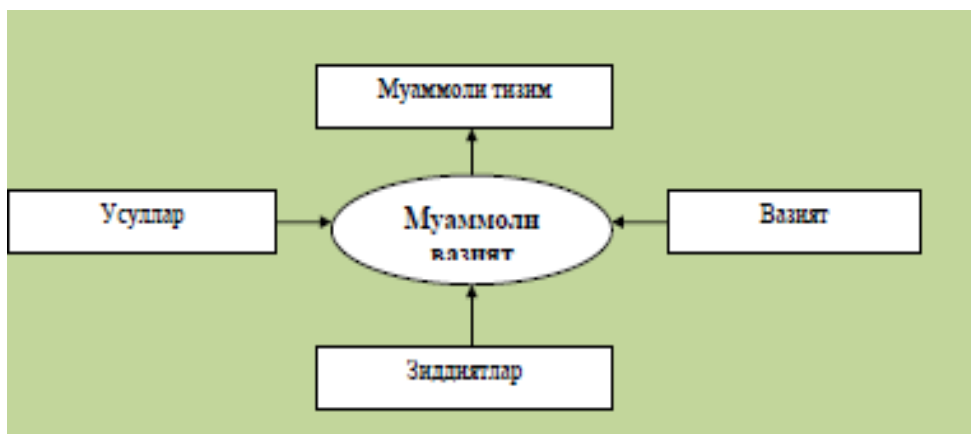 Муаммоли тизим
Усуллар
Муаммоли
вазият
Вазият
Зиддиятлар